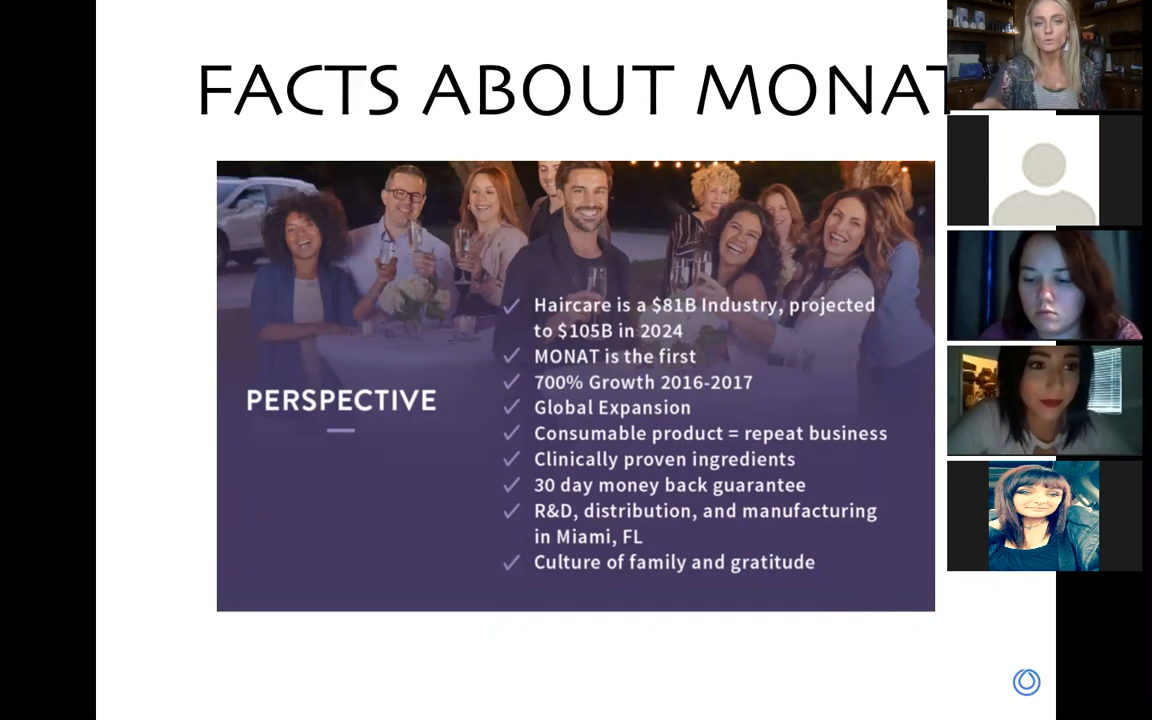 FACTS ABOUT MONAT
PERSPECTIVE
Haircare is a $81B Industry, projected
to $105B in 2024
MONAT is the first
700% Growth 2016-2017
Global Expansion
Consumable product = repeat business
Clinically proven ingredients
30 day money back guarantee
R&D, distribution, and manufacturing
in Miami, FL
Culture of family and gratitude